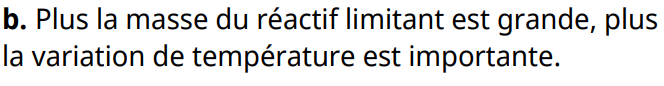 b. Plus la masse du réactif limitant est grande, plus
la variation de température est importante.